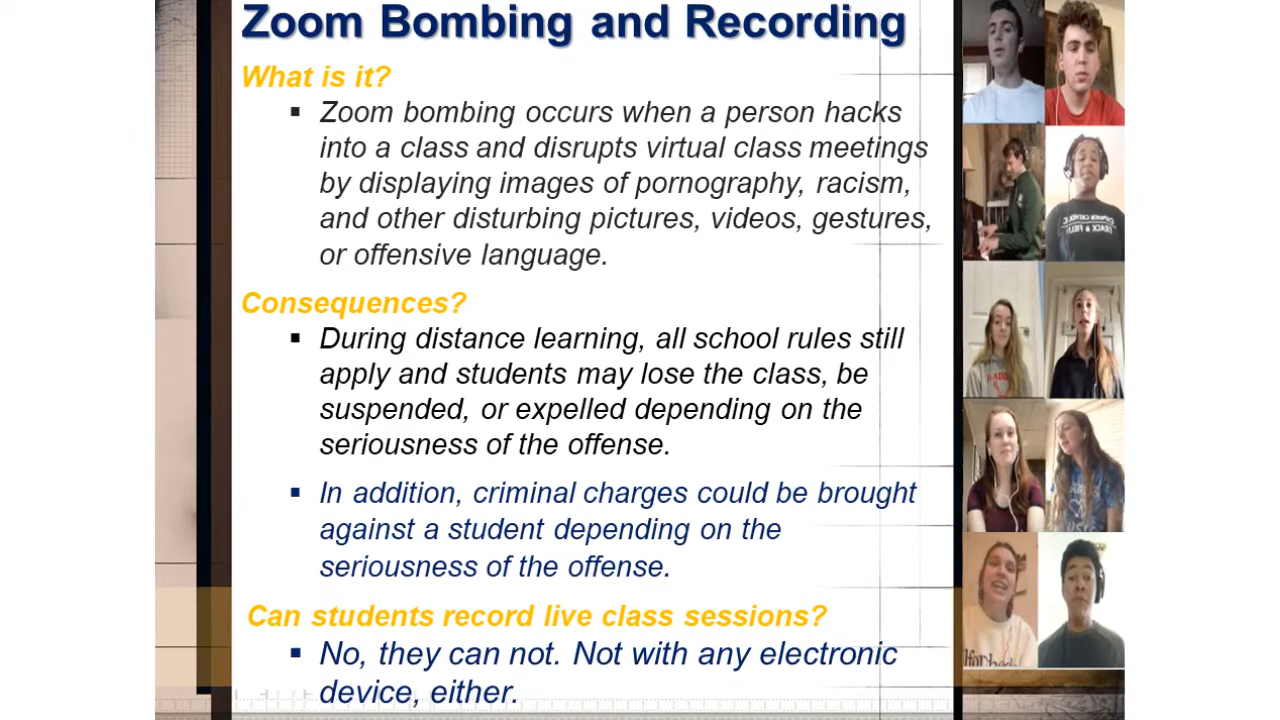 Zoom Bombing and Recording
What is it?
▪ Zoom bombing occurs when a person hacks
into a class and disrupts virtual class meetings
by displaying images of pornography, racism,
and other disturbing pictures, videos, gestures,
or offensive language.
Consequences?
▪ During distance learning, all school rules still
apply and students may lose the class, be
suspended, or expelled depending on the
seriousness of the offense.
▪ In addition, criminal charges could be brought
against a student depending on the
seriousness of the offense.
Can students record live class sessions?
▪ No, they can not. Not with any electronic
device, either.
TRACK & FIELD